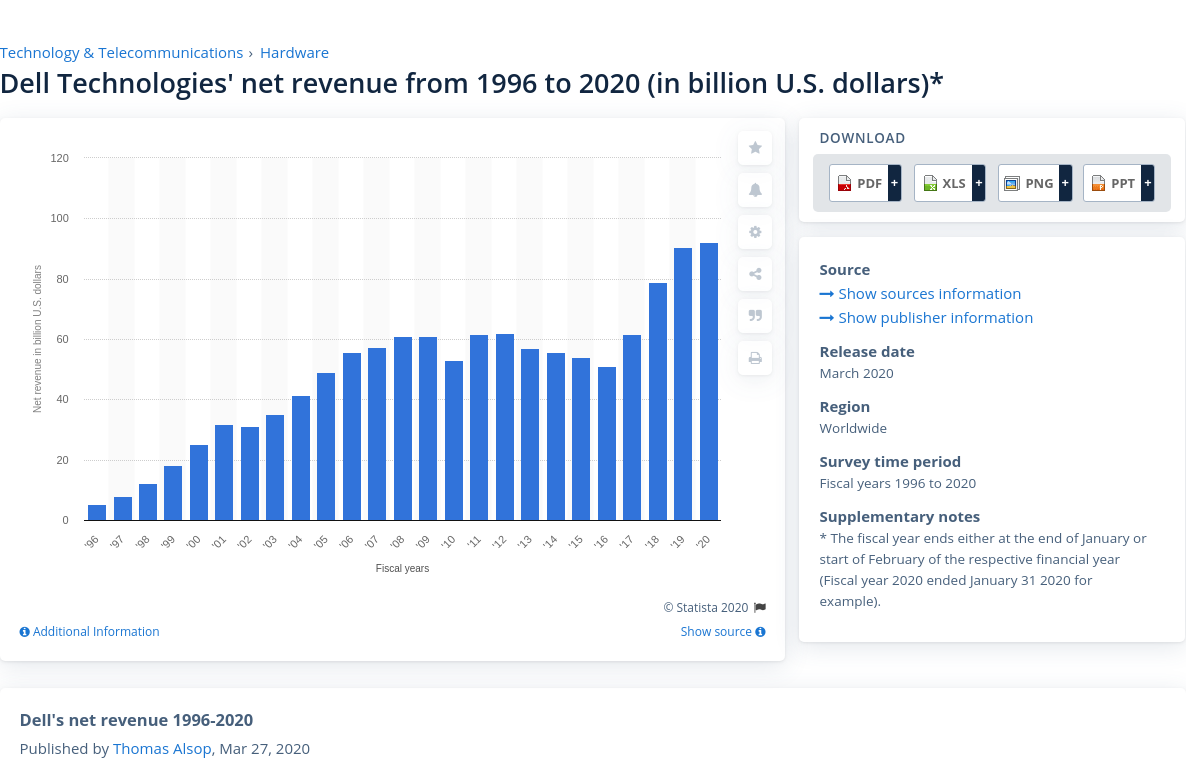 Technology & Telecommunications › Hardware
Dell Technologies' net revenue from 1996 to 2020 (in billion U.S. dollars)*
120
100
80
60
40
20
0
Net revenue in billion U.S. dollars
'96 '97 '98 '99 '00 '01 '02 '03 '04 '05 '06 '07 '08 '09 '10 '11 '12 '13 '14 '15 '16 '17 '18 '19 '20
Fiscal years
© Statista 2020
Additional Information
Show source
DOWNLOAD
PDF + XLS + PNG + PPT +
Source
Show sources information
Show publisher information
Release date
March 2020
Region
Worldwide
Survey time period
Fiscal years 1996 to 2020
Supplementary notes
* The fiscal year ends either at the end of January or
start of February of the respective financial year
(Fiscal year 2020 ended January 31 2020 for
example).
Dell's net revenue 1996-2020
Published by Thomas Alsop, Mar 27, 2020